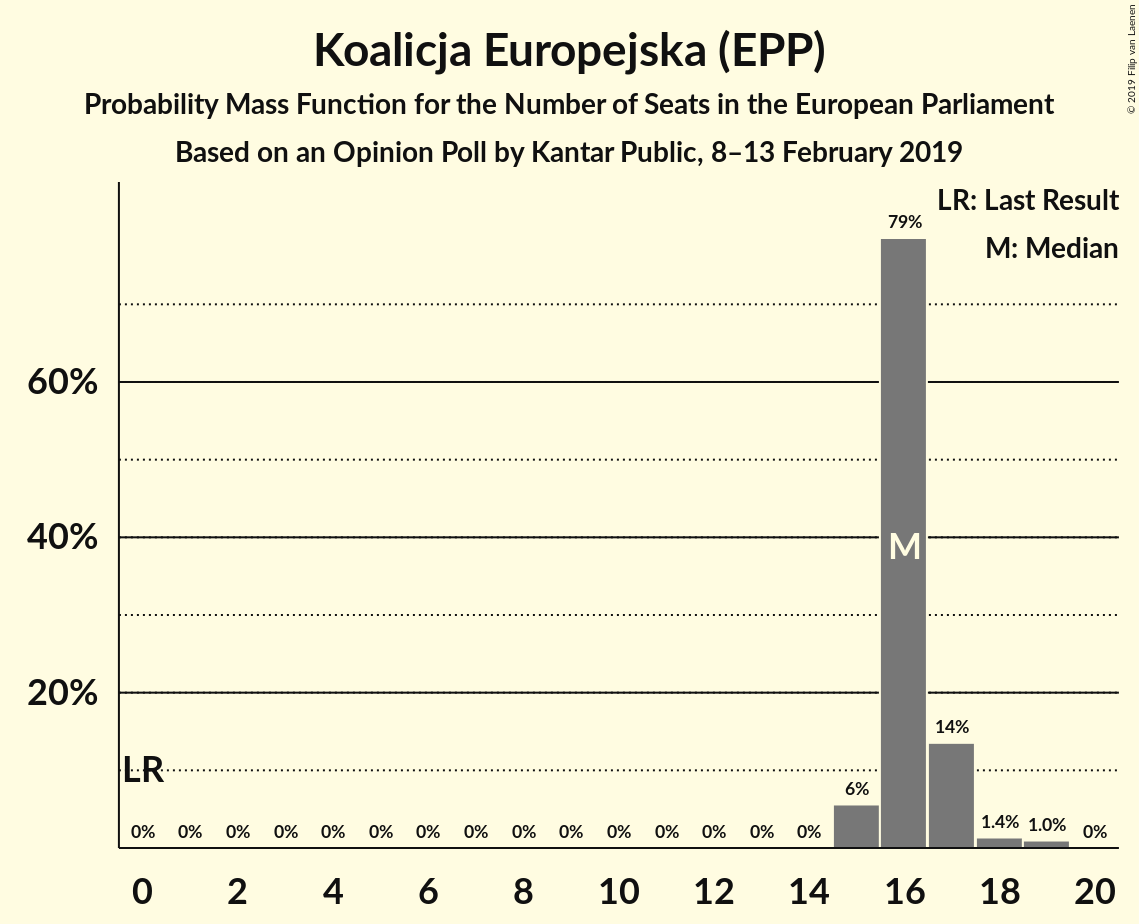 Koalicja Europejska (EPP)
Probability Mass Function for the Number of Seats in the European Parliament
Based on an Opinion Poll by Kantar Public, 8–13 February 2019
© 2019 Filip van Laenen
LR: Last Result
M: Median
79%
60%
40%
M
20%
14%
LR
6%
0% 0% 0% 0% 0% 0% 0% 0% 0% 0% 0% 0% 0% 0% 0% 1.4% 1.0% 0%
0 2 4 6 8 10 12 14 16 18 20